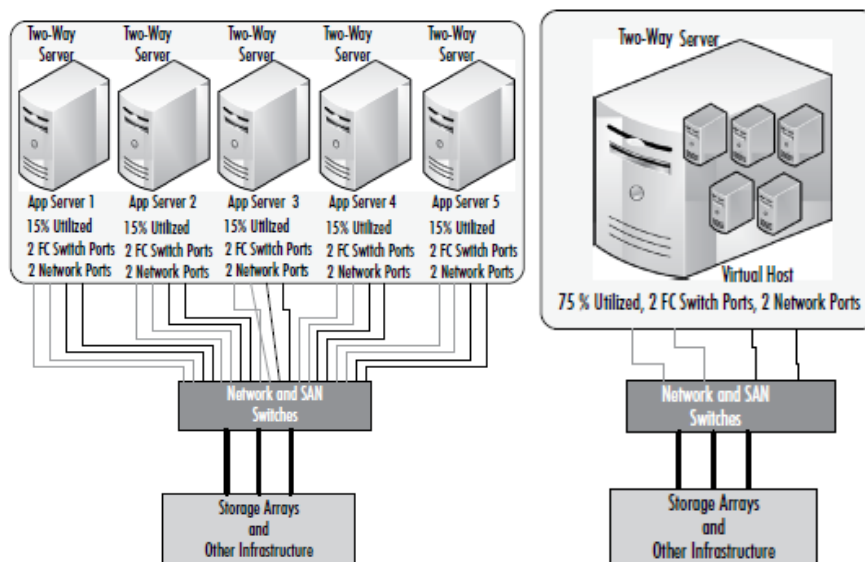 Two-Way Server
Two-Way Server
Two-Way Server
Two-Way Server
Two-Way Server
App Server 1
15% Utilized
2 FC Switch Ports
2 Network Ports
App Server 2
15% Utilized
2 FC Switch Ports
2 Network Ports
App Server 3
15% Utilized
2 FC Switch Ports
2 Network Ports
App Server 4
15% Utilized
2 FC Switch Ports
2 Network Ports
App Server 5
15% Utilized
2 FC Switch Ports
2 Network Ports
Network and SAN
Switches
Storage Arrays
and
Other Infrastructure
Two-Way Server
Virtual Host
75 % Utilized, 2 FC Switch Ports, 2 Network Ports
Network and SAN
Switches
Storage Arrays
and
Other Infrastructure